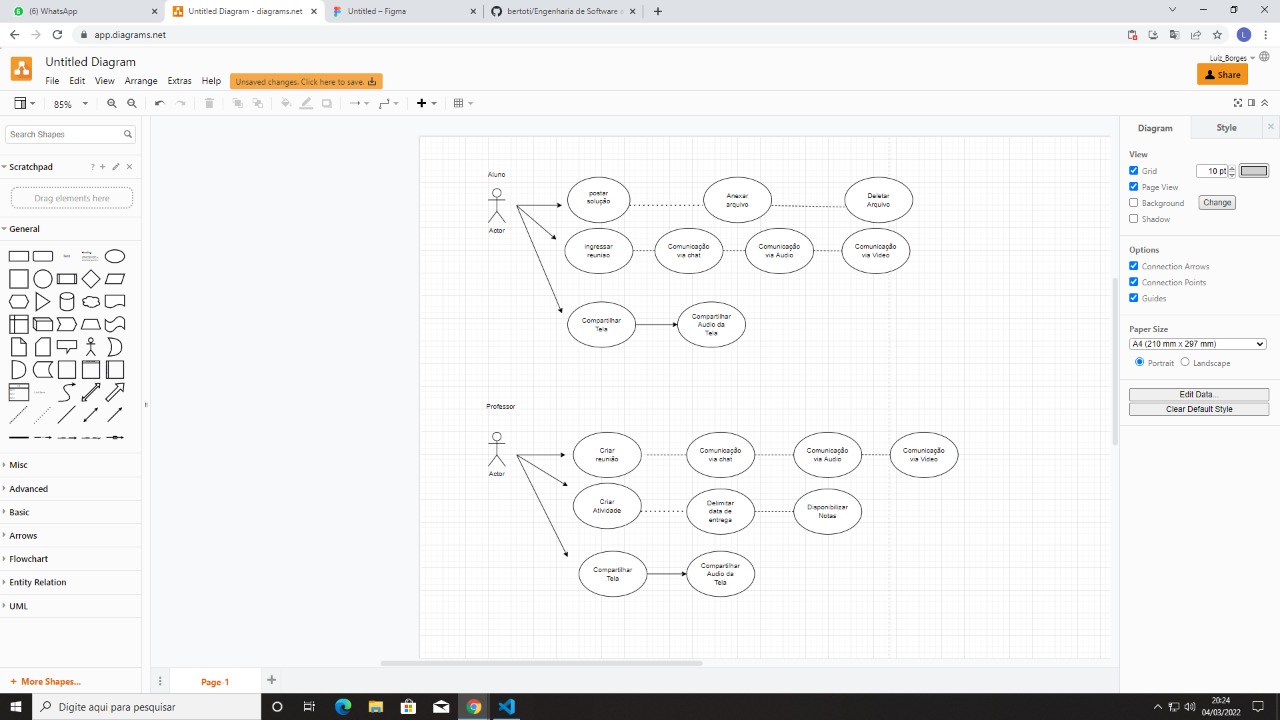 (6) WhatsApp
Untitled Diagram - diagrams.net
Untitled – Figma
bertoti/Engenharia de Software
app.diagrams.net
Untitled Diagram
Luiz_Borges
File Edit View Arrange Extras Help
Unsaved changes. Click here to save.
Share
85%
Search Shapes
Scratchpad
Drag elements here
General
Misc
Advanced
Basic
Arrows
Flowchart
Entity Relation
UML
+ More Shapes...
Aluno
Actor
postar
solução
Anexar
arquivo
Deletar
Arquivo
Ingressar
reuniao
Comunicação
via chat
Comunicação
via Audio
Comunicação
via Video
Compartilhar
Tela
Compartilhar
Audio da
Tela
Professor
Actor
Criar
reunião
Comunicação
via chat
Comunicação
via Audio
Comunicação
via Video
Criar
Atividade
Delimitar
data de
entrega
Disponibilizar
Notas
Compartilhar
Tela
Compartilhar
Audio da
Tela
Diagram
Style
View
Grid
10 pt
Page View
Background
Change
Shadow
Options
Connection Arrows
Connection Points
Guides
Paper Size
A4 (210 mm x 297 mm)
Portrait
Landscape
Edit Data...
Clear Default Style
Page-1
Digite aqui para pesquisar
20:24
04/03/2022